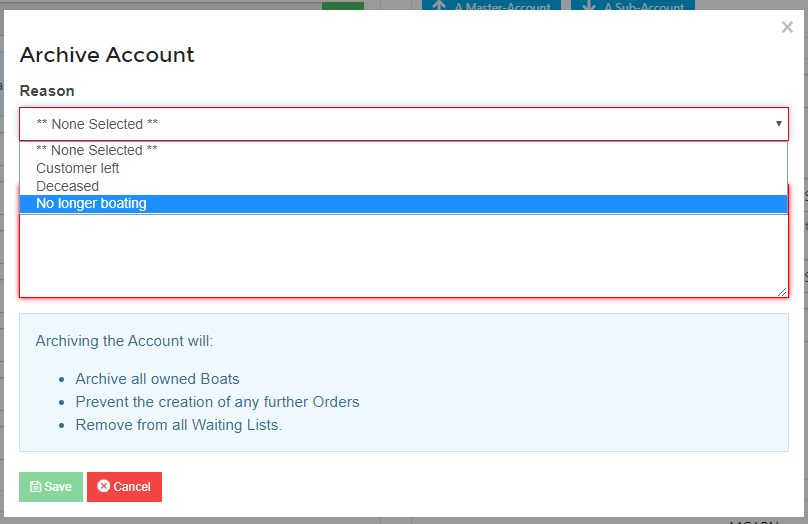 A Master-Account
A Sub-Account
×
Archive Account
Reason
** None Selected **
** None Selected **
Customer left
Deceased
No longer boating
Archiving the Account will:
• Archive all owned Boats
• Prevent the creation of any further Orders
• Remove from all Waiting Lists.
Save
Cancel